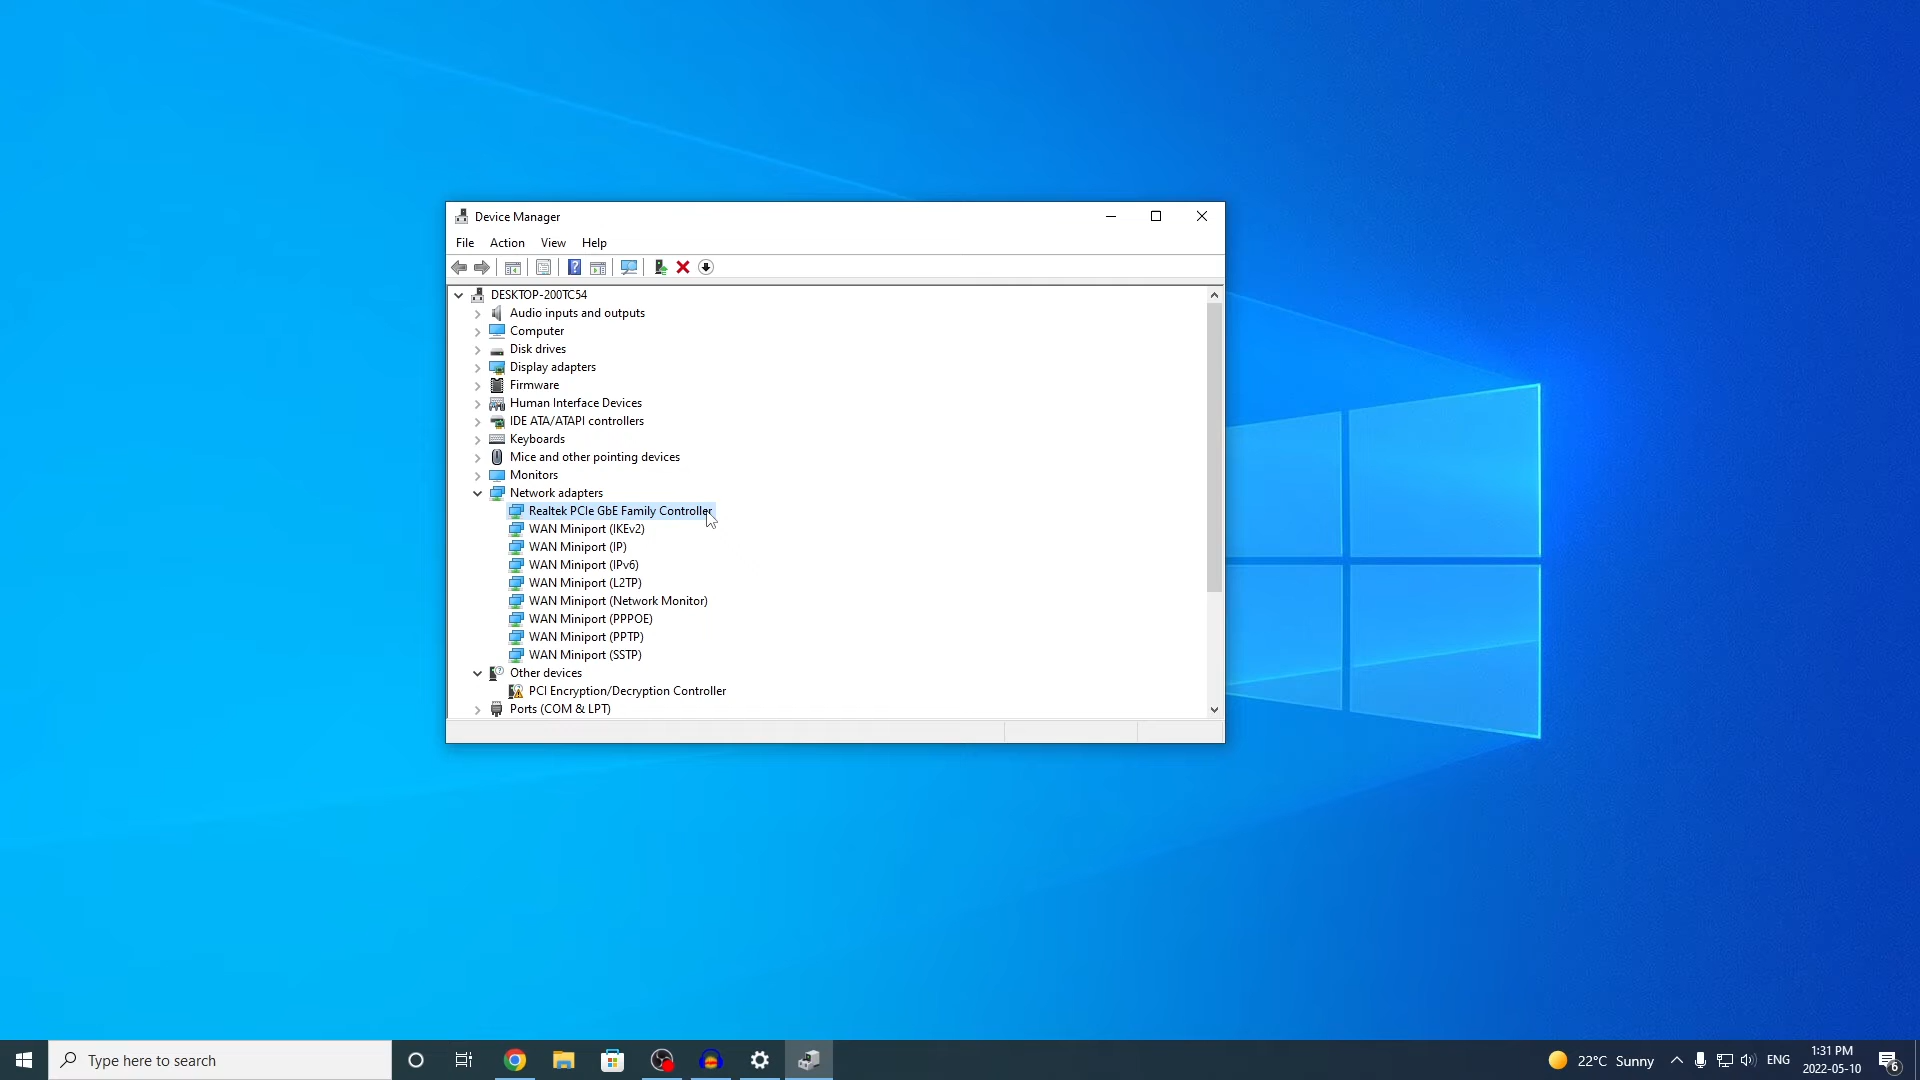 Device Manager
File Action View Help
DESKTOP-200TC54
Audio inputs and outputs
Computer
Disk drives
Display adapters
Firmware
Human Interface Devices
IDE ATA/ATAPI controllers
Keyboards
Mice and other pointing devices
Monitors
Network adapters
Realtek PCIe GbE Family Controller
WAN Miniport (IKEv2)
WAN Miniport (IP)
WAN Miniport (IPv6)
WAN Miniport (L2TP)
WAN Miniport (Network Monitor)
WAN Miniport (PPPOE)
WAN Miniport (PPTP)
WAN Miniport (SSTP)
Other devices
PCI Encryption/Decryption Controller
Ports (COM & LPT)
Type here to search
22°C Sunny
ENG
1:31 PM
2022-05-10
6